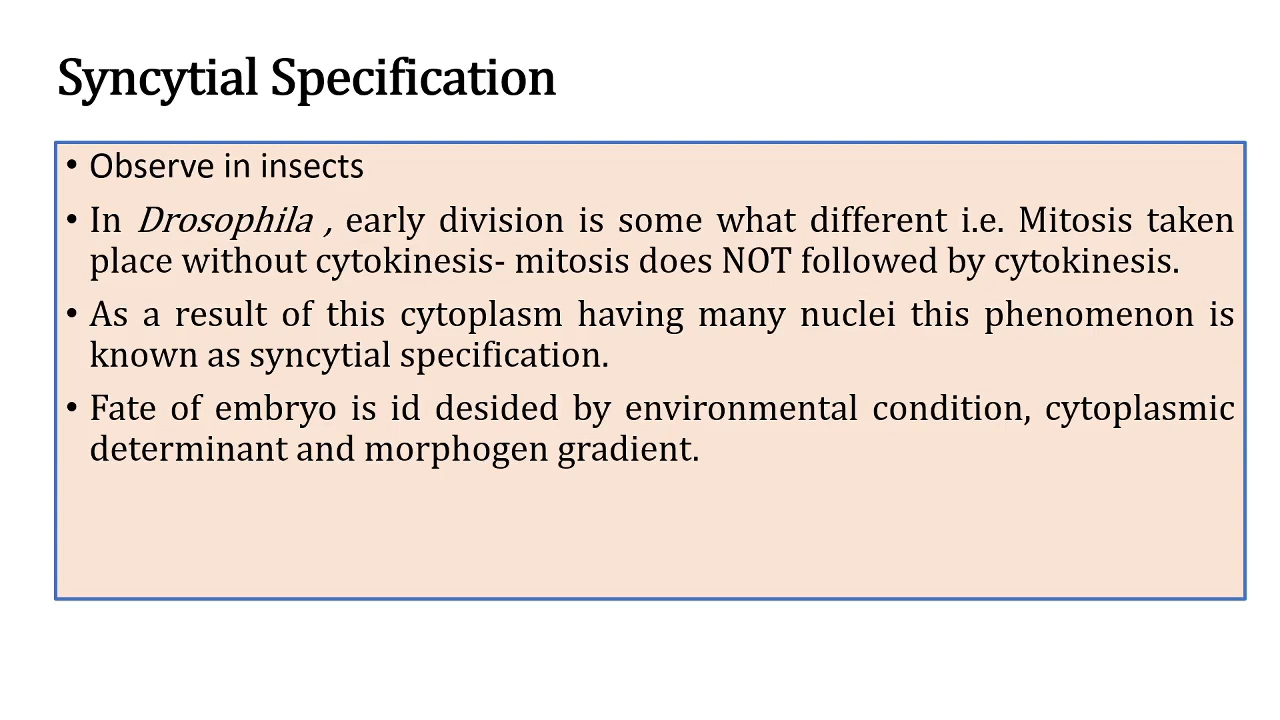 Syncytial Specification
• Observe in insects
• In Drosophila , early division is some what different i.e. Mitosis taken
place without cytokinesis- mitosis does NOT followed by cytokinesis.
• As a result of this cytoplasm having many nuclei this phenomenon is
known as syncytial specification.
• Fate of embryo is id desided by environmental condition, cytoplasmic
determinant and morphogen gradient.